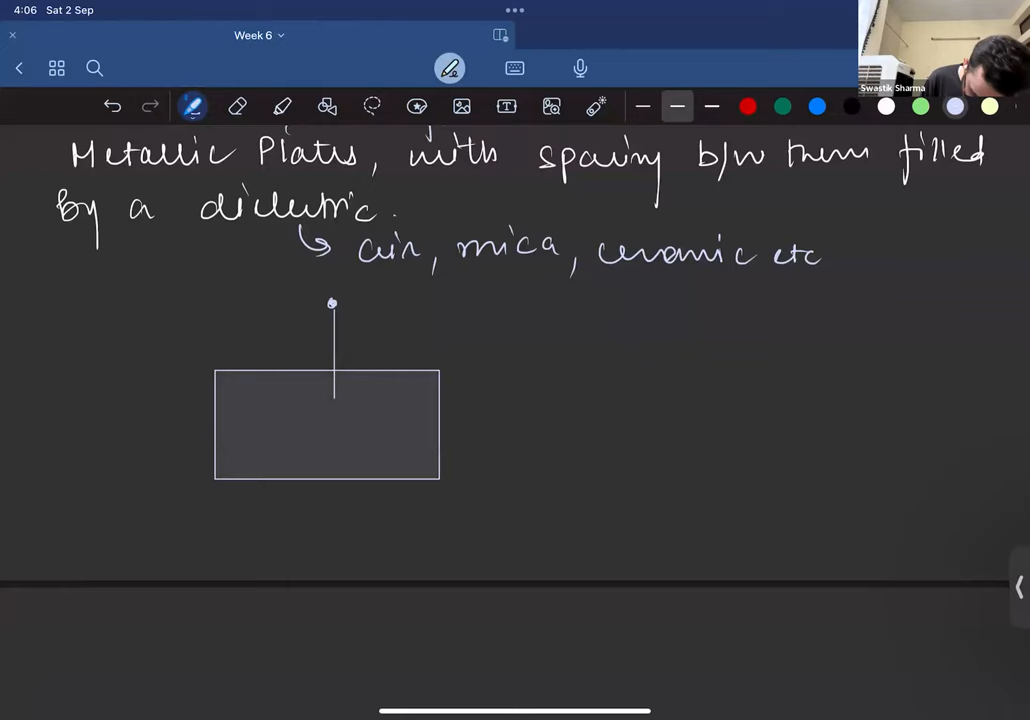 4:06 Sat 2 Sep
Week 6
Swastik Sharma
Metallic Plates, with spacing b/w them filled
by a dielectric.
air, mica, ceramic etc